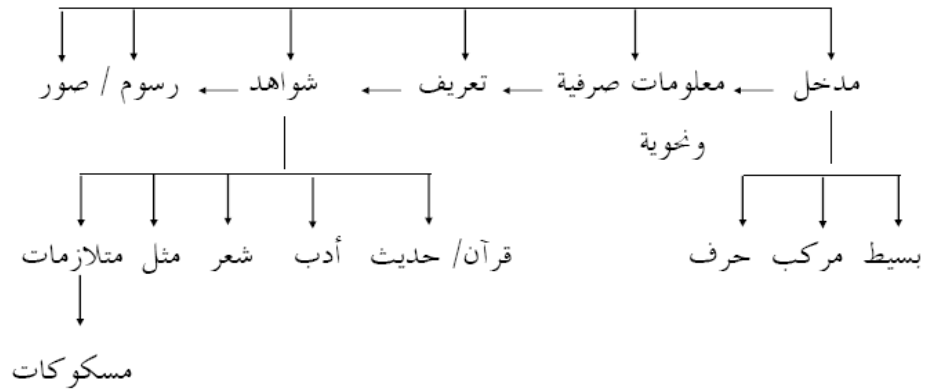 مدخل معلومات صرفية تعريف شواهد رسوم / صور
ونحوية
بسيط مركب حرف قرآن/ حديث أدب شعر مثل متلازمات
مسكوكات